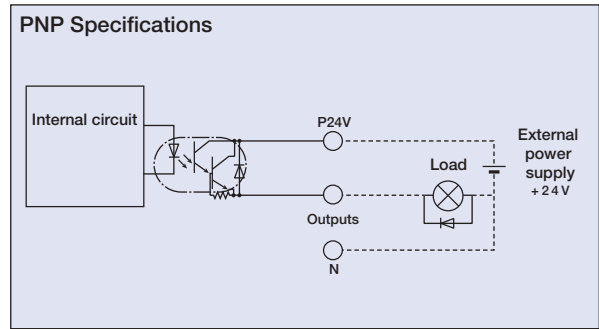 PNP Specifications
Internal circuit
P24V
Load
External
power
supply
+24V
Outputs
N